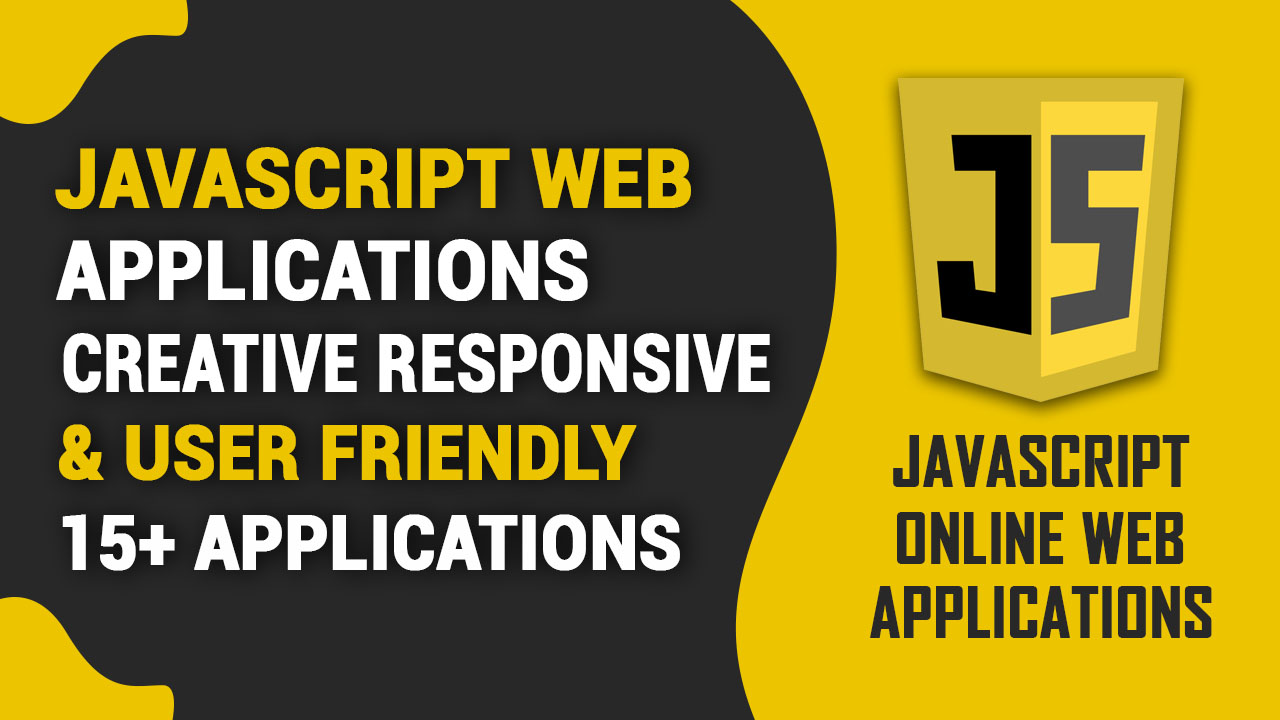 JAVASCRIPT WEB
APPLICATIONS
CREATIVE RESPONSIVE
& USER FRIENDLY
15+ APPLICATIONS
JS
JAVASCRIPT
ONLINE WEB
APPLICATIONS